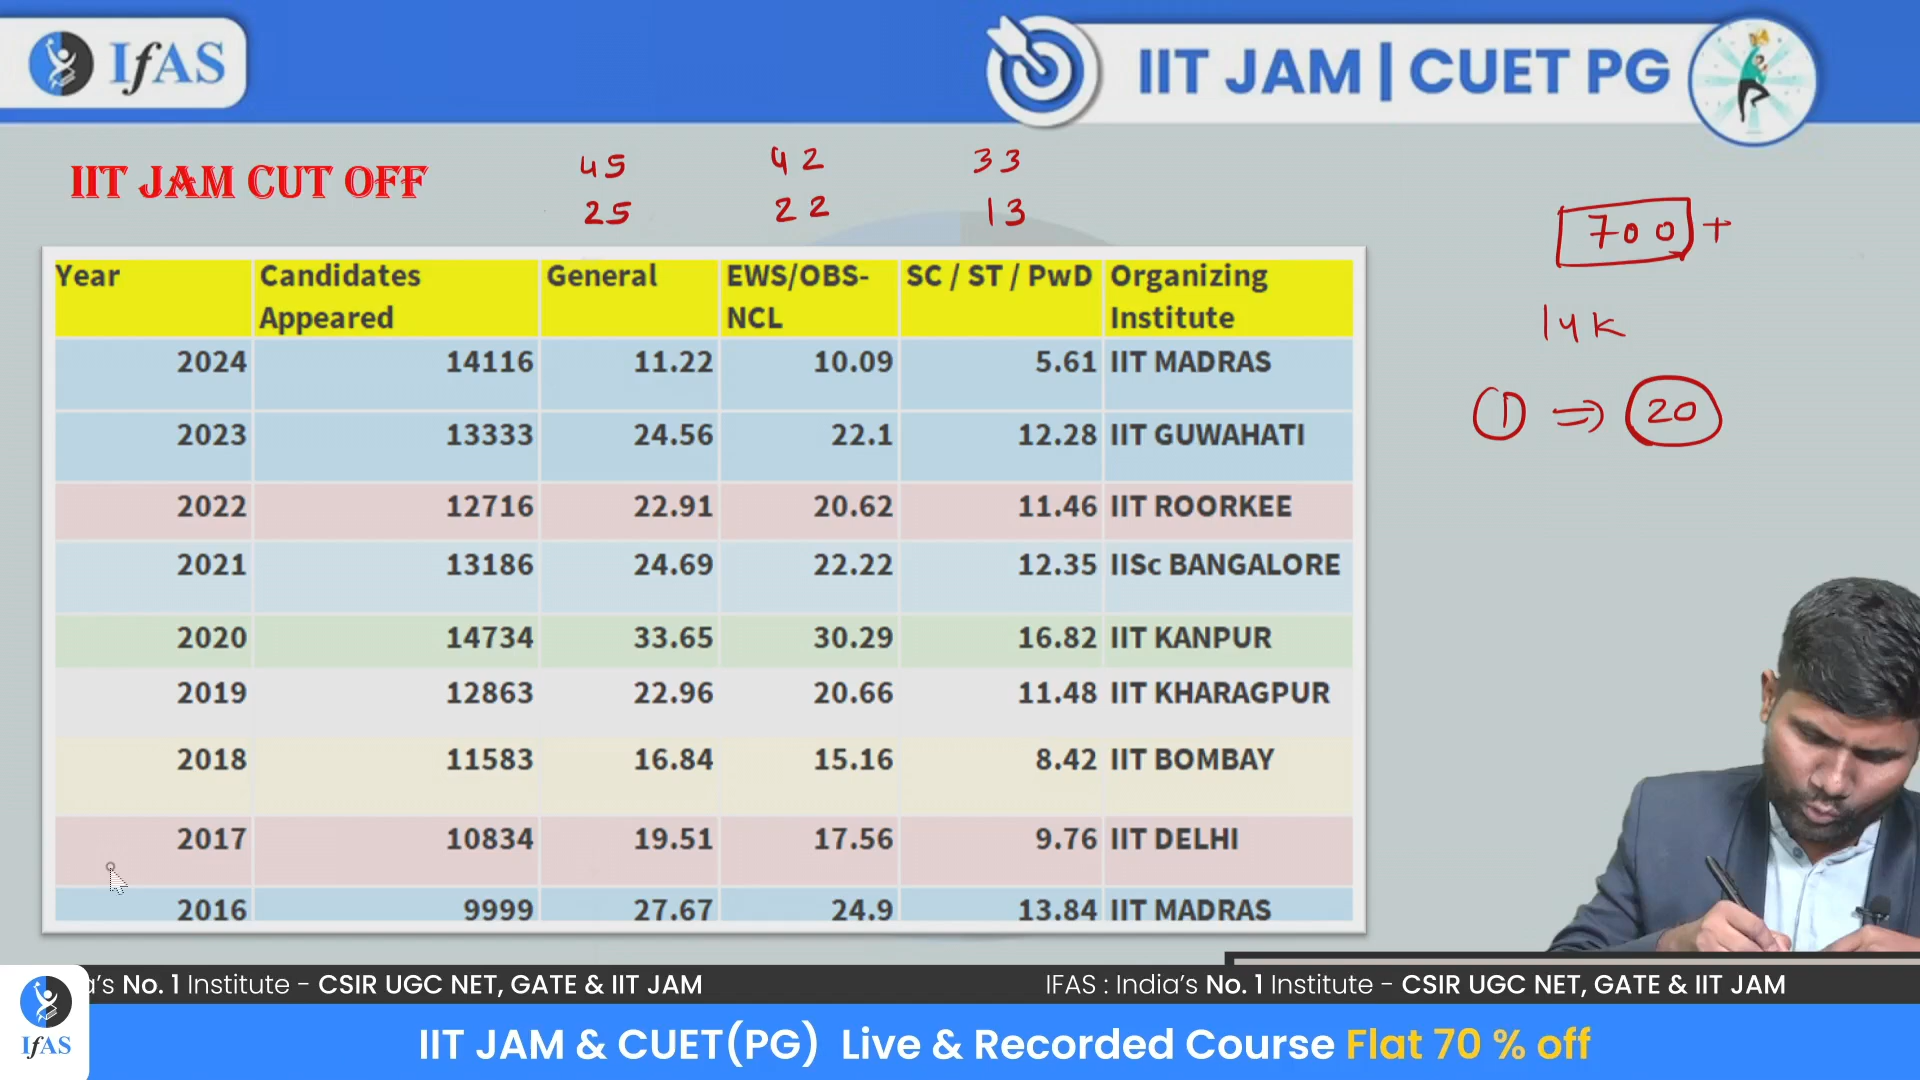 IfAS
IIT JAM | CUET PG
IIT JAM CUT OFF
45 42 33
25 22 13
700 +
14K
1 ⇒ 20
Year Candidates Appeared General EWS/OBS-NCL SC / ST / PwD Organizing Institute
2024 14116 11.22 10.09 5.61 IIT MADRAS
2023 13333 24.56 22.1 12.28 IIT GUWAHATI
2022 12716 22.91 20.62 11.46 IIT ROORKEE
2021 13186 24.69 22.22 12.35 IISc BANGALORE
2020 14734 33.65 30.29 16.82 IIT KANPUR
2019 12863 22.96 20.66 11.48 IIT KHARAGPUR
2018 11583 16.84 15.16 8.42 IIT BOMBAY
2017 10834 19.51 17.56 9.76 IIT DELHI
2016 9999 27.67 24.9 13.84 IIT MADRAS
's No. 1 Institute - CSIR UGC NET, GATE & IIT JAM IFAS : India's No. 1 Institute - CSIR UGC NET, GATE & IIT JAM
IfAS
IIT JAM & CUET(PG) Live & Recorded Course Flat 70 % off